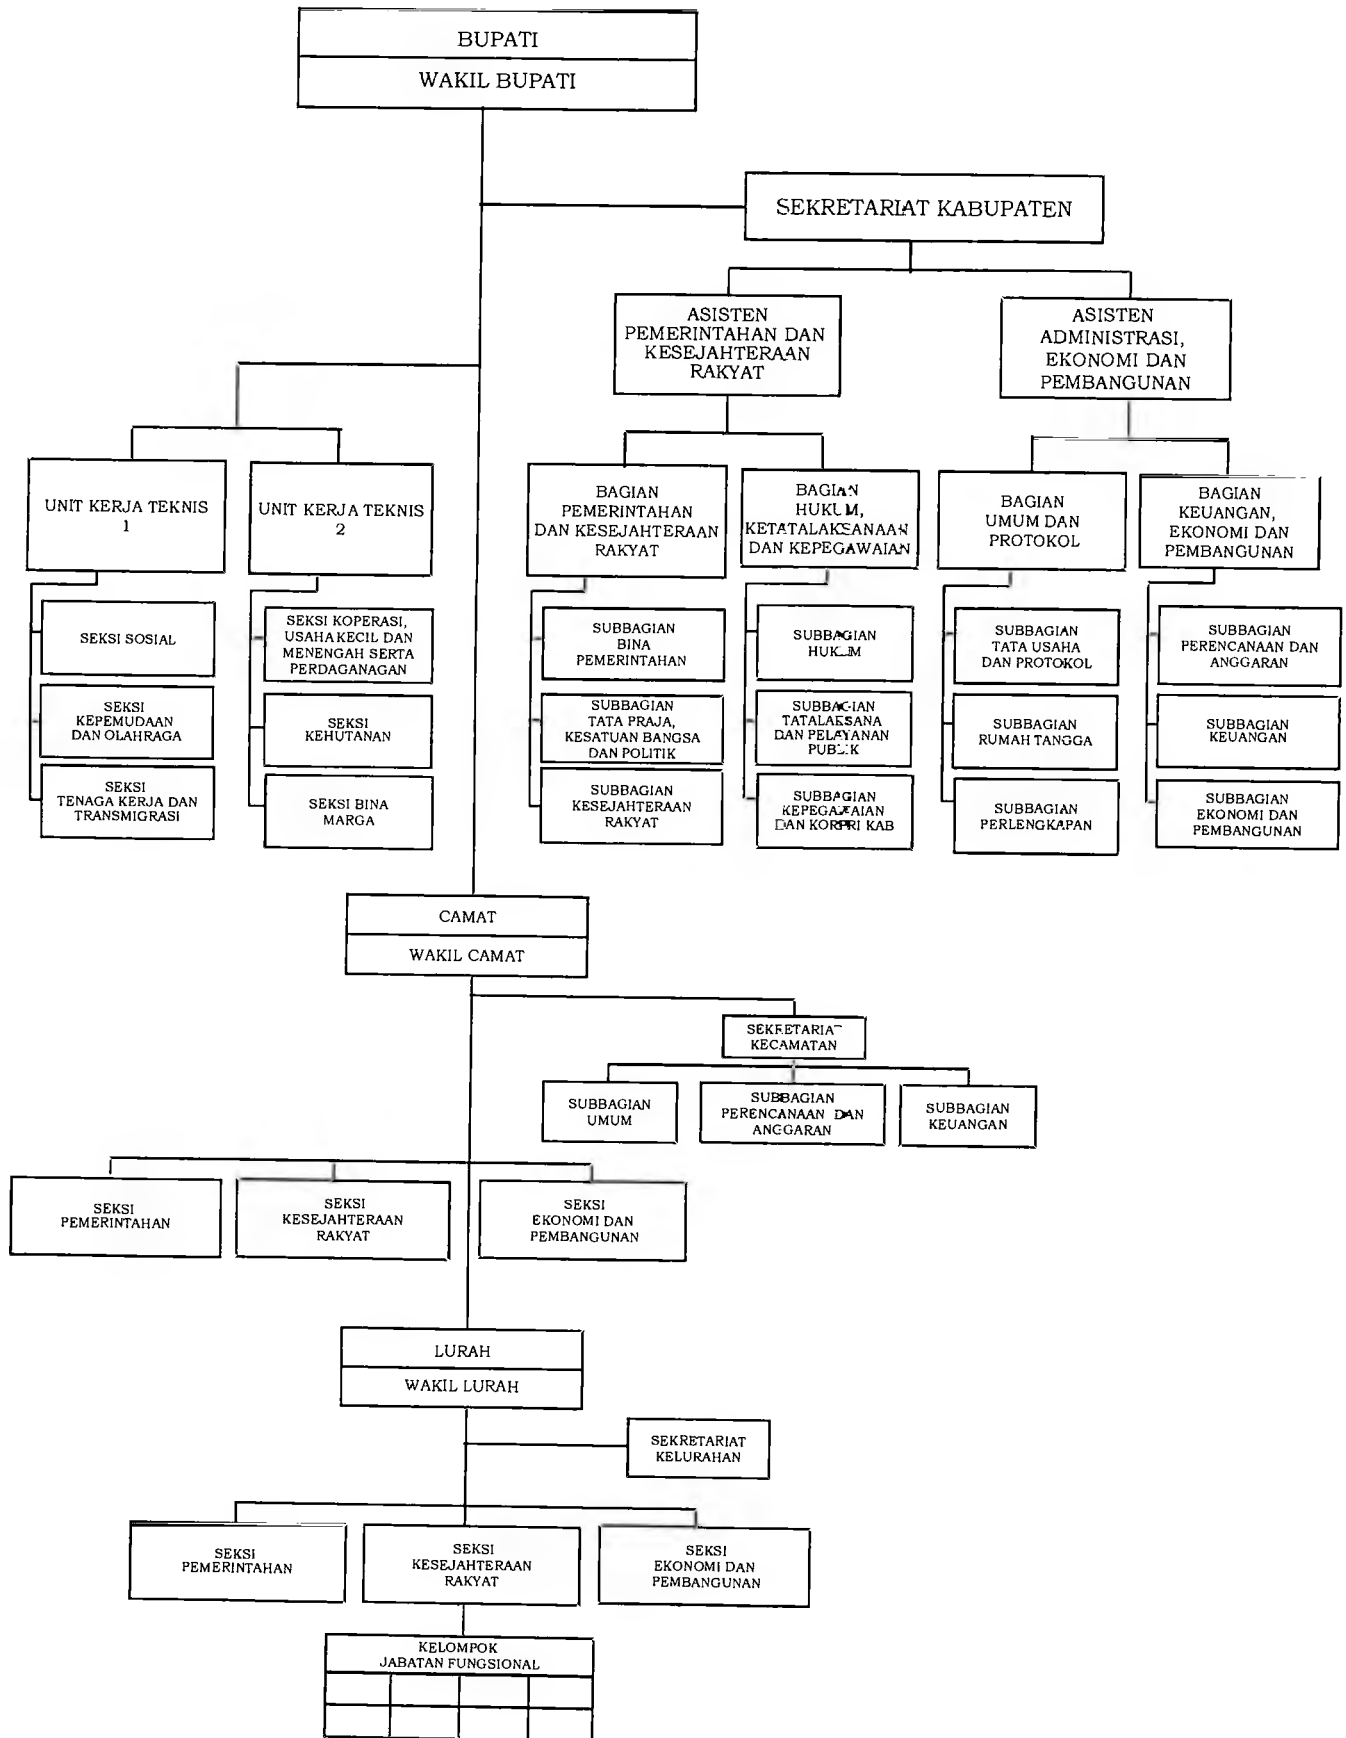 BUPATI
WAKIL BUPATI
SEKRETARIAT KABUPATEN
ASISTEN
PEMERINTAHAN DAN
KESEJAHTERAAN
RAKYAT
ASISTEN
ADMINISTRASI,
EKONOMI DAN
PEMBANGUNAN
UNIT KERJA TEKNIS
1
UNIT KERJA TEKNIS
2
BAGIAN
PEMERINTAHAN
DAN KESEJAHTERAAN
RAKYAT
BAGIAN
HUKUM,
KETATALAKSANAAN
DAN KEPEGAWAIAN
BAGIAN
UMUM DAN
PROTOKOL
BAGIAN
KEUANGAN,
EKONOMI DAN
PEMBANGUNAN
SEKSI SOSIAL
SEKSI
KEPEMUDAAN
DAN OLAHRAGA
SEKSI
TENAGA KERJA DAN
TRANSMIGRASI
SEKSI KOPERASI,
USAHA KECIL DAN
MENENGAH SERTA
PERDAGANAGAN
SEKSI
KEHUTANAN
SEKSI BINA
MARGA
SUBBAGIAN
BINA
PEMERINTAHAN
SUBBAGIAN
TATA PRAJA,
KESATUAN BANGSA
DAN POLITIK
SUBBAGIAN
KESEJAHTERAAN
RAKYAT
SUBBAGIAN
HUKUM
SUBBAGIAN
TATALAKSANA
DAN PELAYANAN
PUBLIK
SUBBAGIAN
KEPEGAWAIAN
DAN KORPRI KAB
SUBBAGIAN
TATA USAHA
DAN PROTOKOL
SUBBAGIAN
RUMAH TANGGA
SUBBAGIAN
PERLENGKAPAN
SUBBAGIAN
PERENCANAAN DAN
ANGGARAN
SUBBAGIAN
KEUANGAN
SUBBAGIAN
EKONOMI DAN
PEMBANGUNAN
CAMAT
WAKIL CAMAT
SEKRETARIAT
KECAMATAN
SUBBAGIAN
UMUM
SUBBAGIAN
PERENCANAAN DAN
ANGGARAN
SUBBAGIAN
KEUANGAN
SEKSI
PEMERINTAHAN
SEKSI
KESEJAHTERAAN
RAKYAT
SEKSI
EKONOMI DAN
PEMBANGUNAN
LURAH
WAKIL LURAH
SEKRETARIAT
KELURAHAN
SEKSI
PEMERINTAHAN
SEKSI
KESEJAHTERAAN
RAKYAT
SEKSI
EKONOMI DAN
PEMBANGUNAN
KELOMPOK
JABATAN FUNGSIONAL